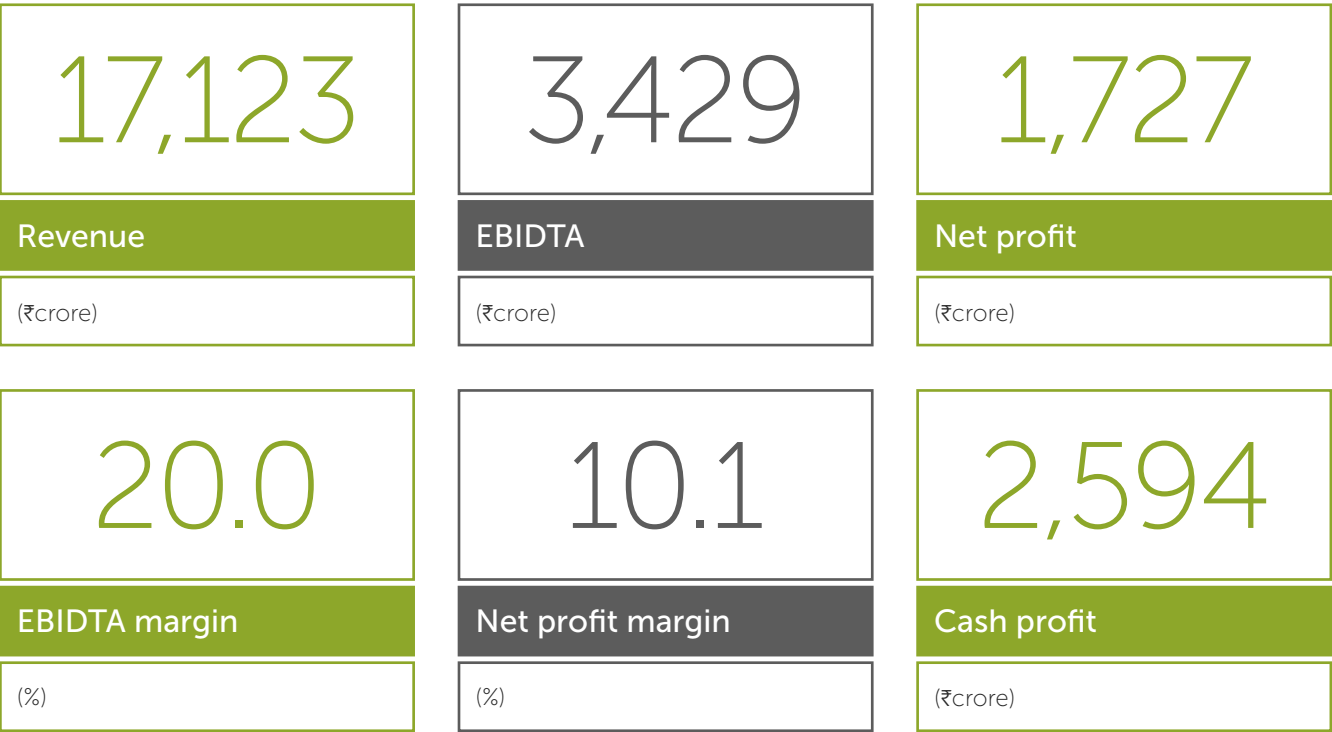 17,123
Revenue
(₹crore)
3,429
EBIDTA
(₹crore)
1,727
Net profit
(₹crore)
20.0
EBIDTA margin
(%)
10.1
Net profit margin
(%)
2,594
Cash profit
(₹crore)